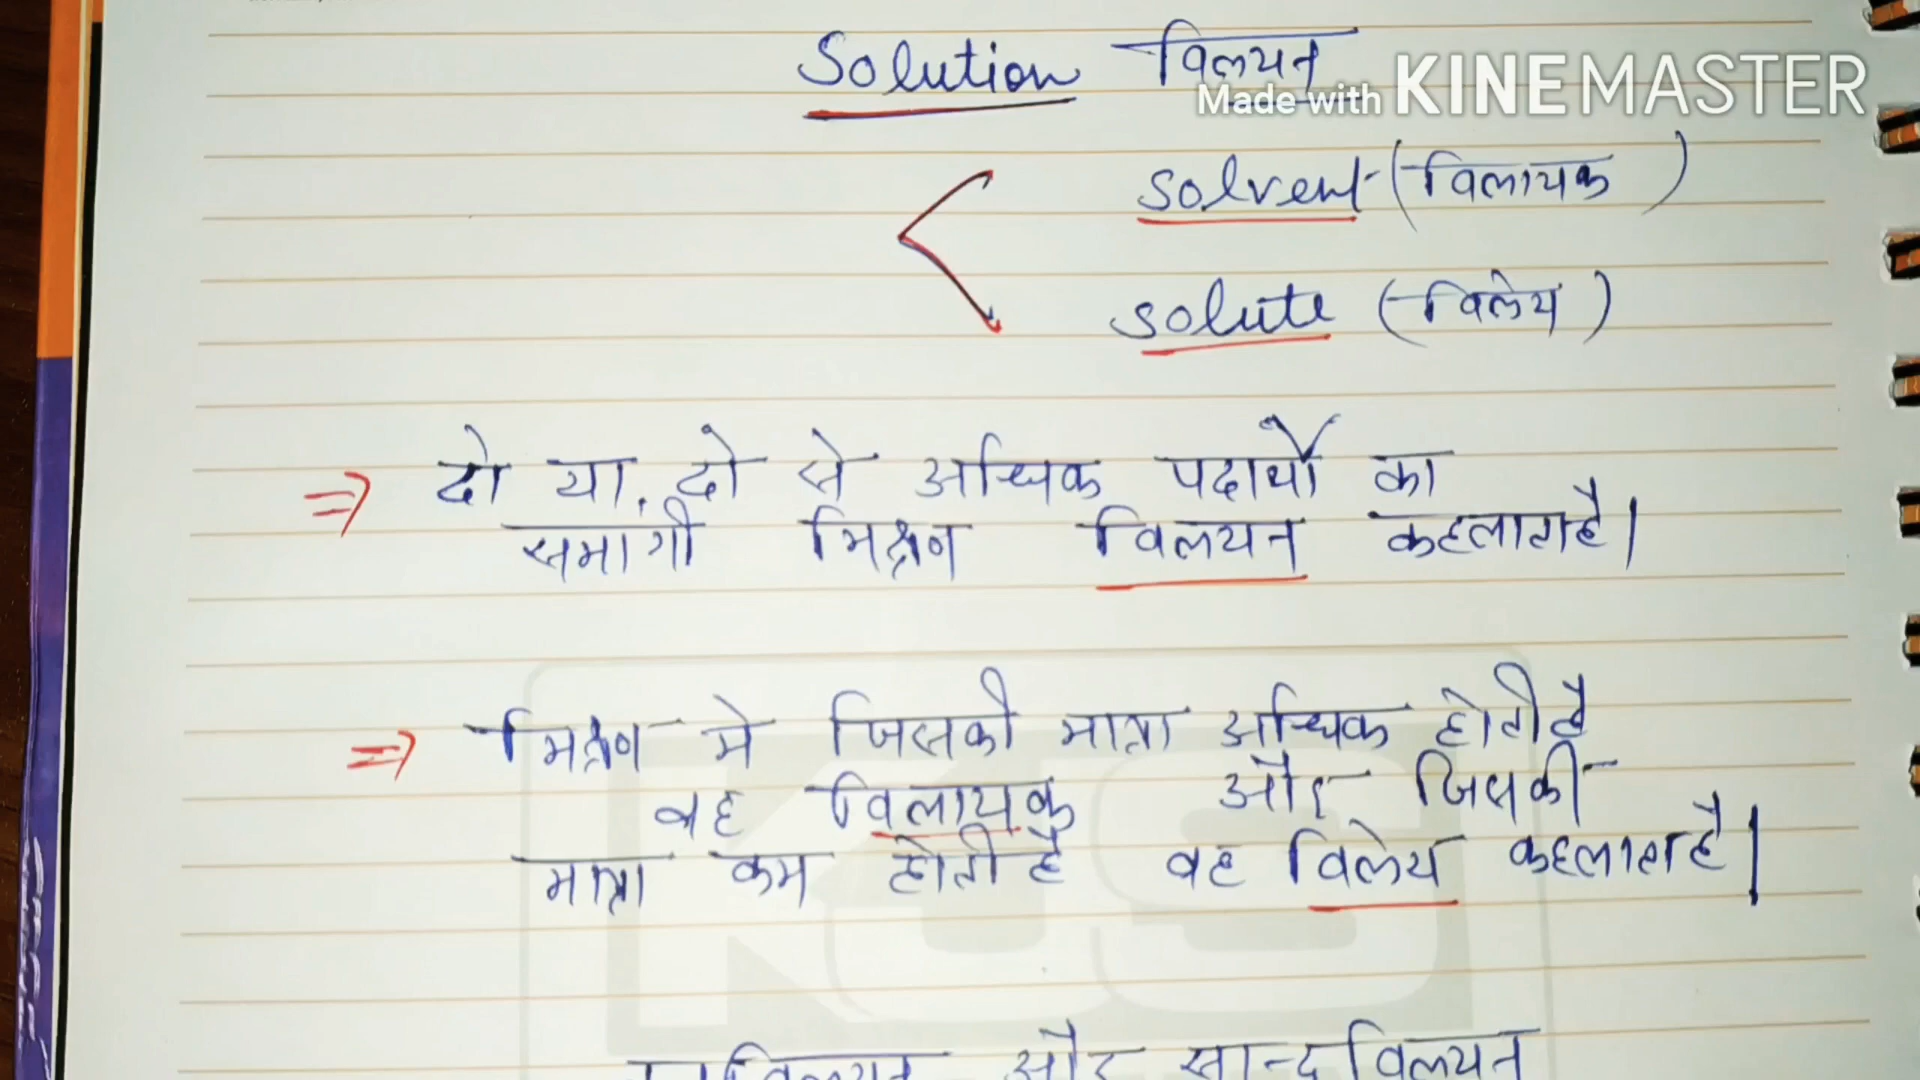 Solution विलयन
Made with KINEMASTER
solvent (विलायक)
solute (विलेय)
⇒ दो या दो से अधिक पदार्थों का
समांगी मिश्रण विलयन कहलाता है।
⇒ मिश्रण मे जिसकी मात्रा अधिक होती है
वह विलायक और जिसकी
मात्रा कम होती है वह विलेय कहलाता है।
और सान्द्र विलयन